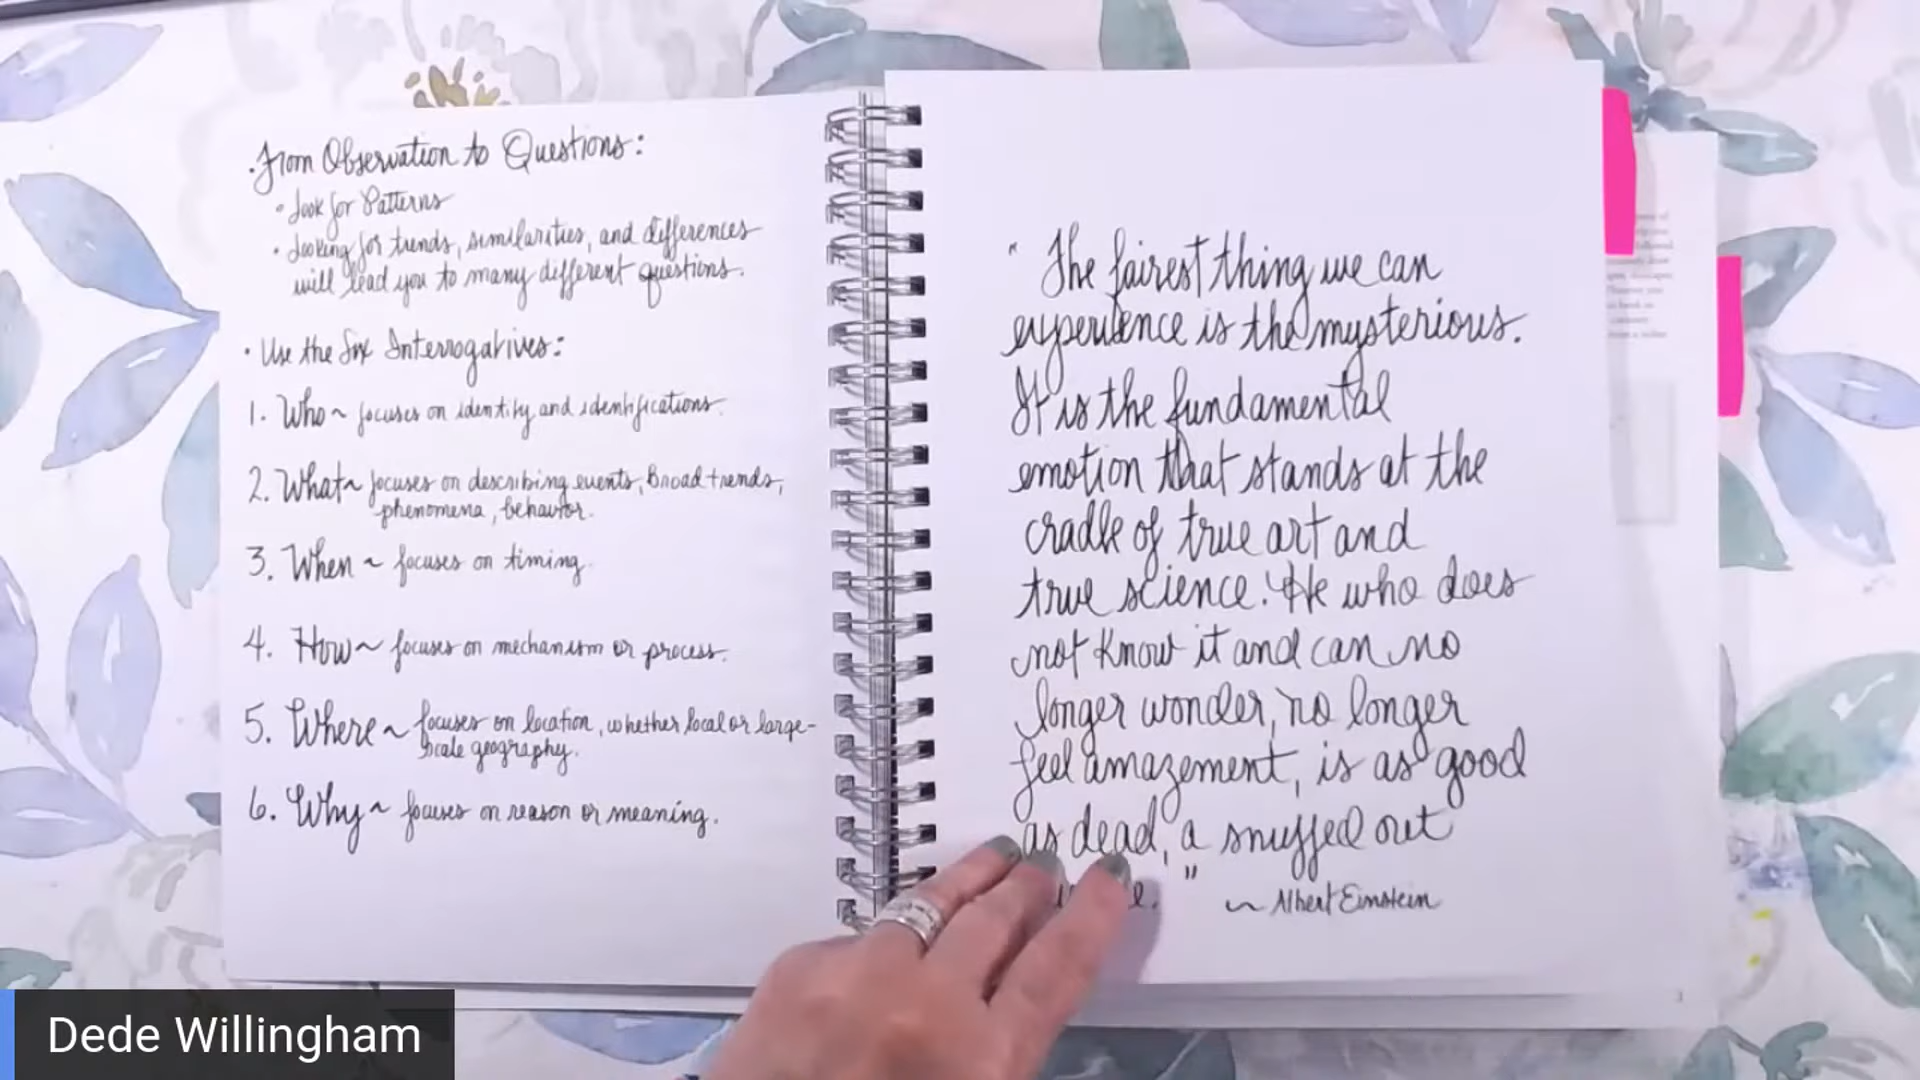 • From Observation to Questions:
• Look for Patterns
• Looking for trends, similarities, and differences
will lead you to many different questions.
• Use the Six Interrogatives:
1. Who ~ focuses on identity and identifications.
2. What ~ focuses on describing events, broad trends,
phenomena, behavior.
3. When ~ focuses on timing.
4. How ~ focuses on mechanism or process.
5. Where ~ focuses on location, whether local or large-
scale geography.
6. Why ~ focuses on reason or meaning.
" The fairest thing we can
experience is the mysterious.
It is the fundamental
emotion that stands at the
cradle of true art and
true science. He who does
not know it and can no
longer wonder, no longer
feel amazement, is as good
as dead, a snuffed out
"
~ Albert Einstein
Dede Willingham